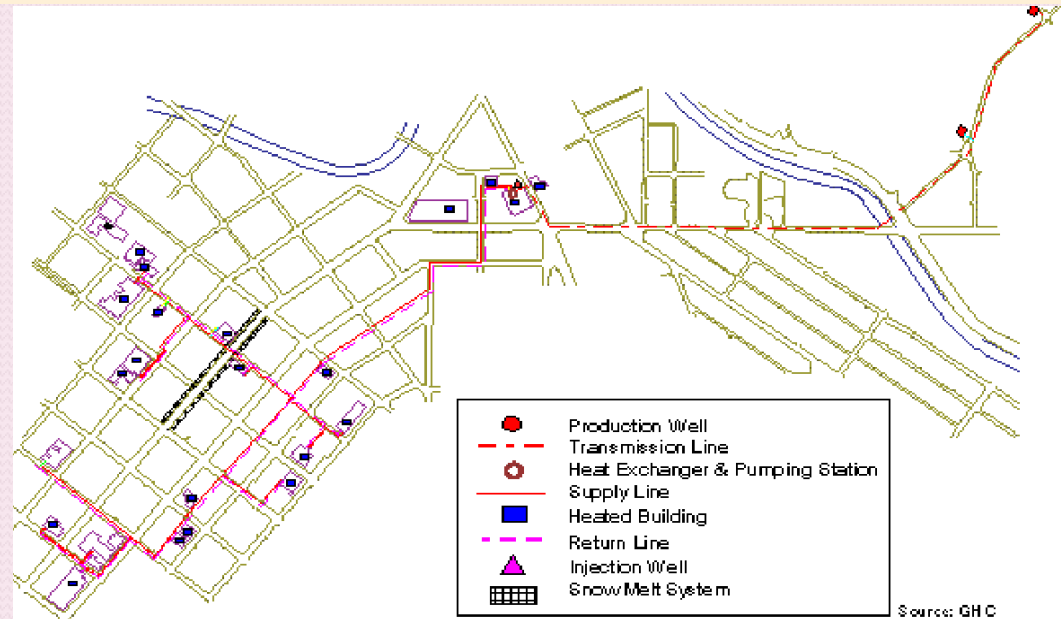 Production Well
Transmission Line
Heat Exchanger & Pumping Station
Supply Line
Heated Building
Return Line
Injection Well
Snow Melt System
Source: GHC